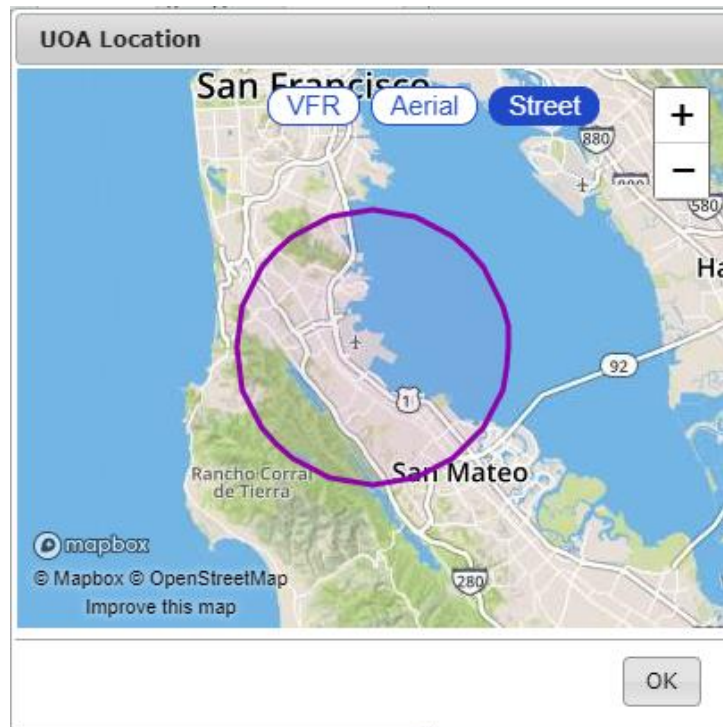 UOA Location
San Francisco
VFR Aerial Street
+
−
880
880
580
Ha
92
1
San Mateo
Rancho Corral
de Tierra
mapbox
© Mapbox © OpenStreetMap
Improve this map
280
OK